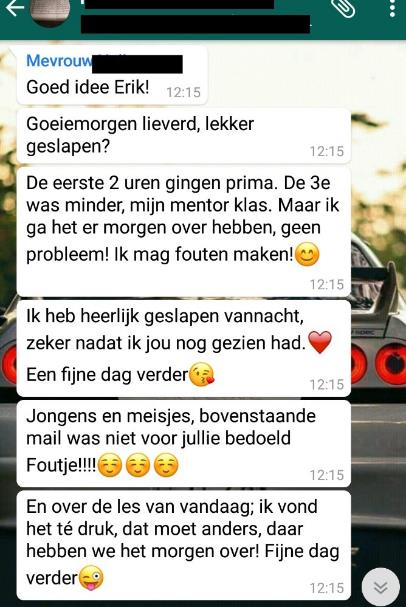 Mevrouw
Goed idee Erik! 12:15
Goeiemorgen lieverd, lekker
geslapen? 12:15
De eerste 2 uren gingen prima. De 3e
was minder, mijn mentor klas. Maar ik
ga het er morgen over hebben, geen
probleem! Ik mag fouten maken!😊
12:15
Ik heb heerlijk geslapen vannacht,
zeker nadat ik jou nog gezien had.❤️
Een fijne dag verder😘 12:15
Jongens en meisjes, bovenstaande
mail was niet voor jullie bedoeld
Foutje!!!!☺️☺️☺️ 12:15
En over de les van vandaag; ik vond
het té druk, dat moet anders, daar
hebben we het morgen over! Fijne dag
verder😜 12:15